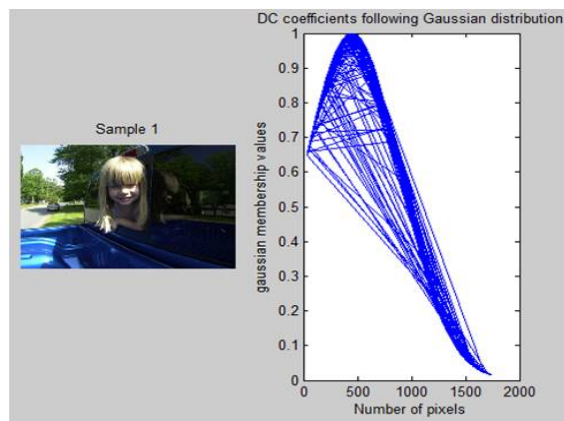 DC coefficients following Gaussian distribution
Sample 1
gaussian membership values
1
0.9
0.8
0.7
0.6
0.5
0.4
0.3
0.2
0.1
0
0 500 1000 1500 2000
Number of pixels